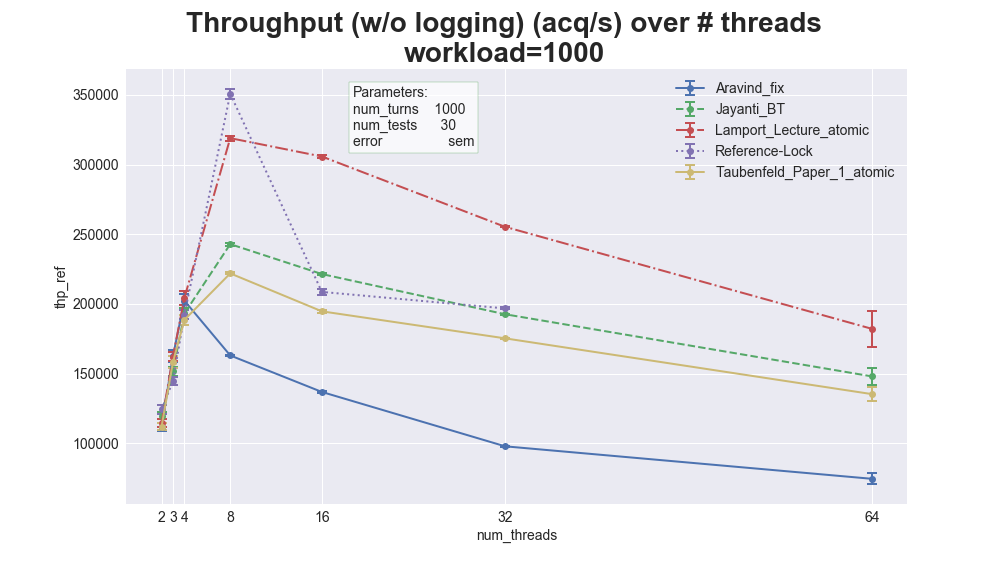 Throughput (w/o logging) (acq/s) over # threads
workload=1000
Parameters:
num_turns 1000
num_tests 30
error sem
Aravind_fix
Jayanti_BT
Lamport_Lecture_atomic
Reference-Lock
Taubenfeld_Paper_1_atomic
thp_ref
350000
300000
250000
200000
150000
100000
2 3 4 8 16 32 64
num_threads